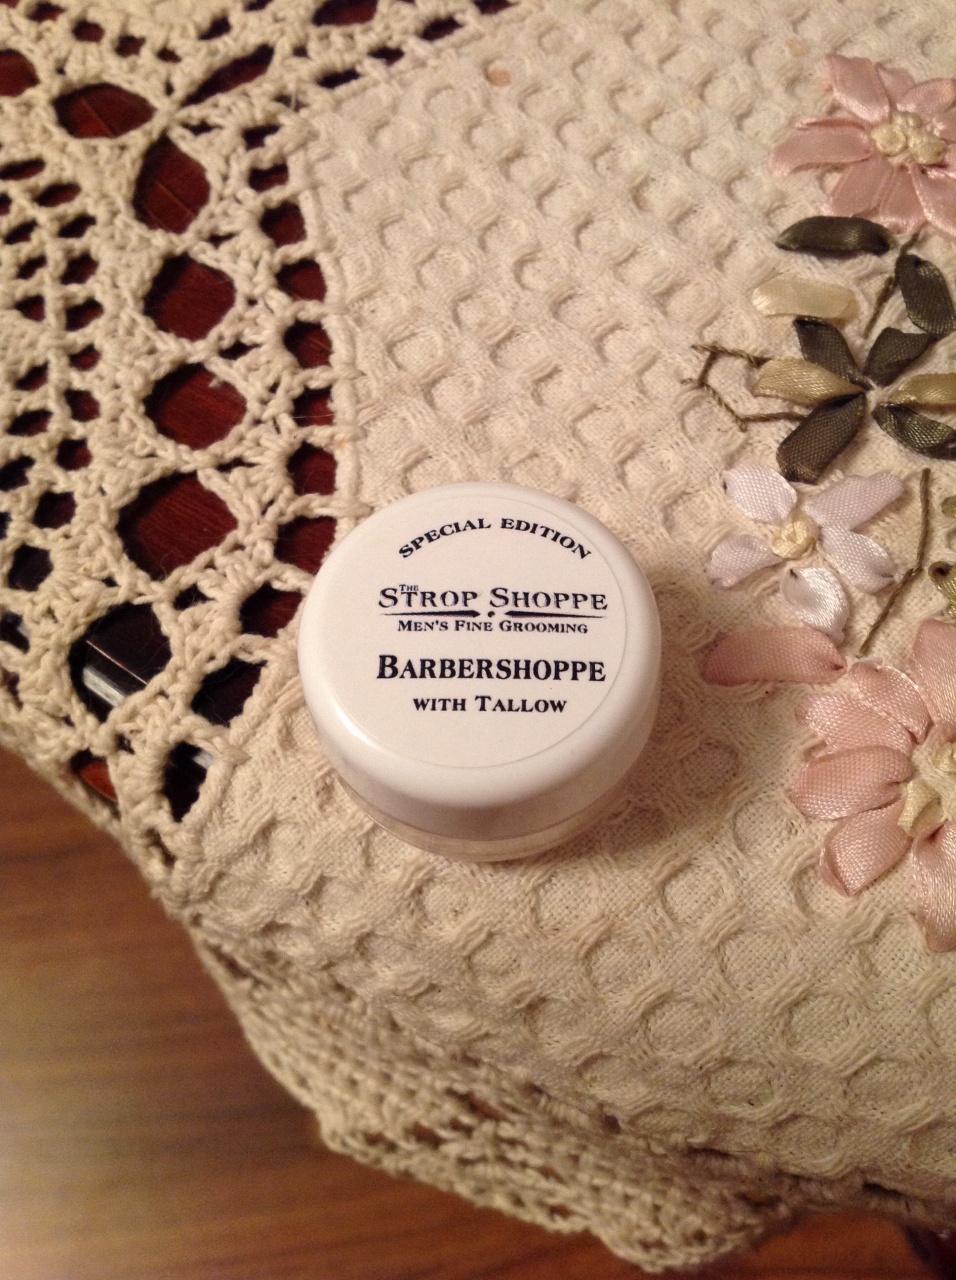 SPECIAL EDITION
THE STROP SHOPPE
MEN'S FINE GROOMING
BARBERSHOPPE
WITH TALLOW